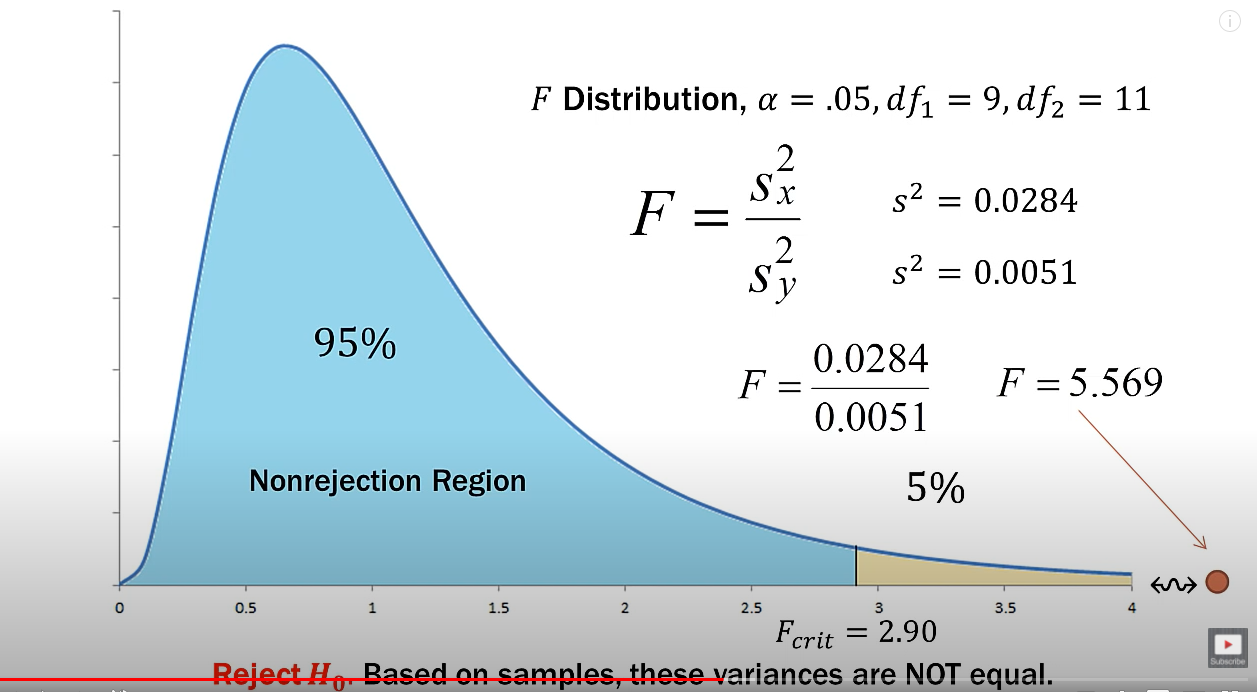 F Distribution, α = .05, df₁ = 9, df₂ = 11
F = s²ₓ / s²ᵧ
s² = 0.0284
s² = 0.0051
95%
F = 0.0284 / 0.0051
F = 5.569
Nonrejection Region
5%
0 0.5 1 1.5 2 2.5 3 3.5 4
F_crit = 2.90
Reject H₀. Based on samples, these variances are NOT equal.
Subscribe